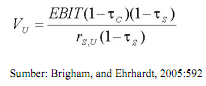 V_U = EBIT(1−τ_C)(1−τ_S) / r_{S,U}(1−τ_S)
Sumber: Brigham, and Ehrhardt, 2005:592